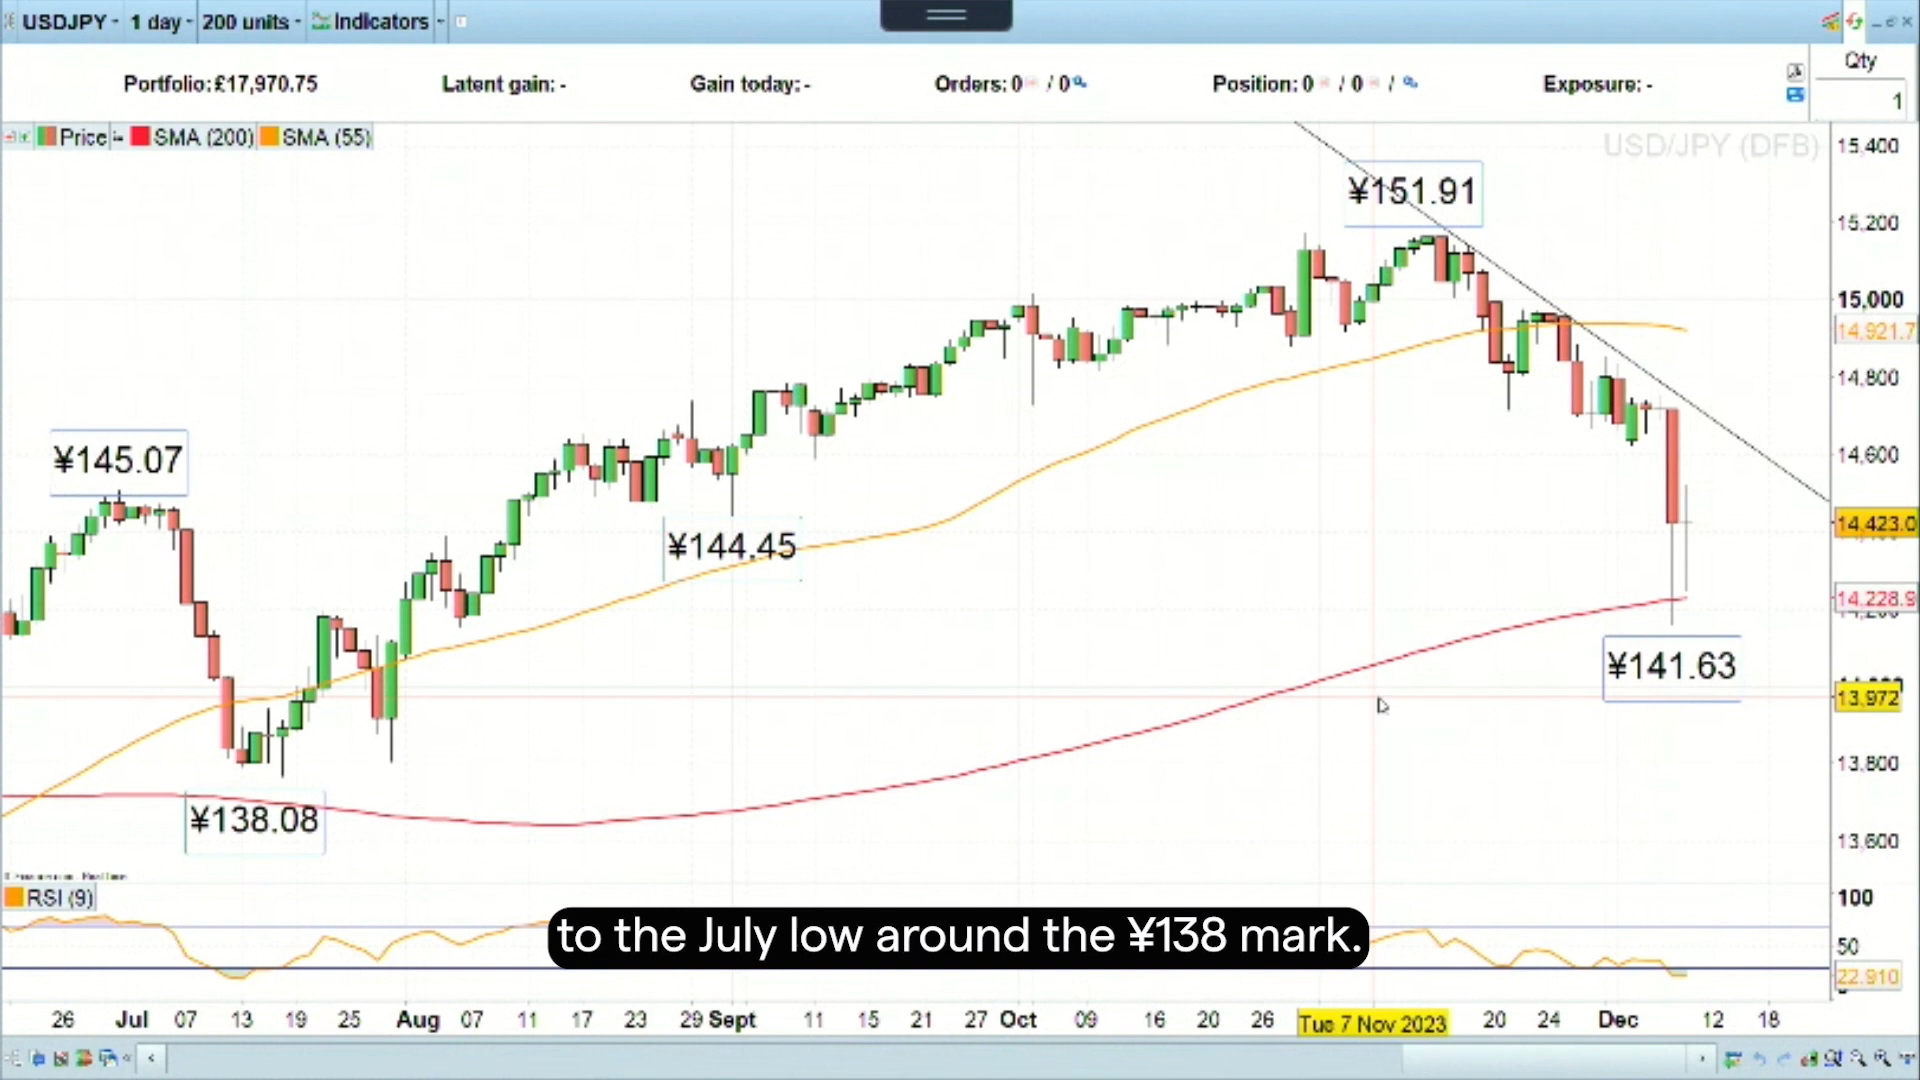 USDJPY 1 day 200 units Indicators
Portfolio:£17,970.75 Latent gain: - Gain today: - Orders: 0 / 0 Position: 0 / 0 / Exposure: - Qty
1
Price SMA (200) SMA (55)
USD/JPY (DFB)
15,400
¥151.91
15,200
15,000
14,921.7
14,800
¥145.07
14,600
14,423.0
¥144.45
14,228.9
¥141.63
13,972
13,800
¥138.08
13,600
RSI (9)
100
to the July low around the ¥138 mark.
50
22.910
26 Jul 07 13 19 25 Aug 07 11 17 23 29 Sept 11 15 21 27 Oct 09 16 20 26 Tue 7 Nov 2023 20 24 Dec 12 18